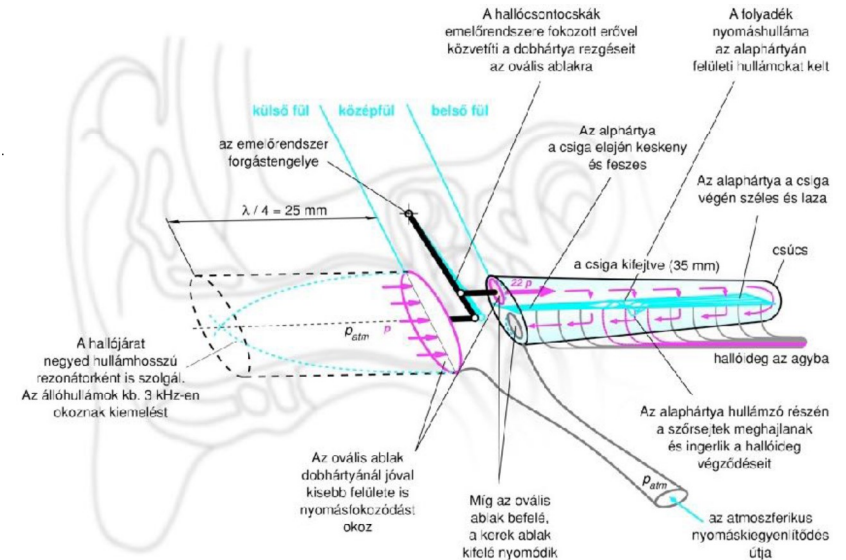 A hallócsontocskák
emelőrendszere fokozott erővel
közvetíti a dobhártya rezgéseit
az ovális ablakra
A folyadék
nyomáshulláma
az alaphártyán
felületi hullámokat kelt
külső fül
középfül
belső fül
az emelőrendszer
forgástengelye
Az alphártya
a csiga elején keskeny
és feszes
Az alaphártya a csiga
végén széles és laza
λ / 4 = 25 mm
a csiga kifejtve (35 mm)
csúcs
22 p
patm
p
hallóideg az agyba
A hallójárat
negyed hullámhosszú
rezonátorként is szolgál.
Az állóhullámok kb. 3 kHz-en
okoznak kiemelést
Az alaphártya hullámzó részén
a szőrsejtek meghajlanak
és ingerlik a hallóideg
végződéseit
Az ovális ablak
dobhártyánál jóval
kisebb felülete is
nyomásfokozódást
okoz
Míg az ovális
ablak befelé,
a kerek ablak
kifelé nyomódik
patm
az atmoszferikus
nyomáskiegyenlítődés
útja